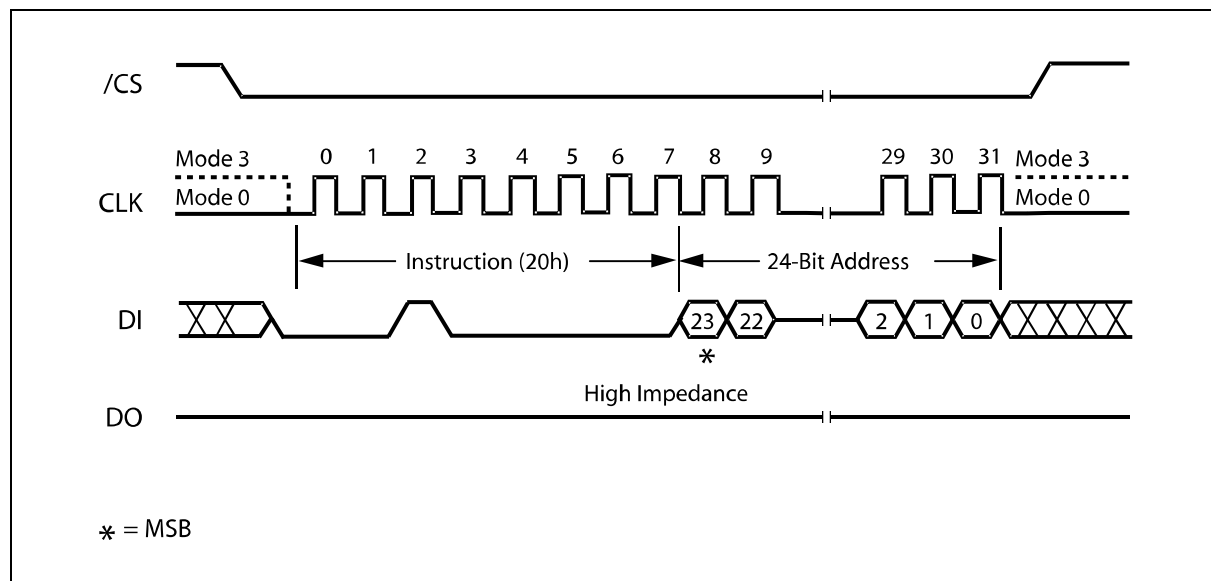 /CS
Mode 3 0 1 2 3 4 5 6 7 8 9 29 30 31 Mode 3
CLK Mode 0 Mode 0
Instruction (20h) 24-Bit Address
DI 23 22 2 1 0
*
High Impedance
DO
* = MSB